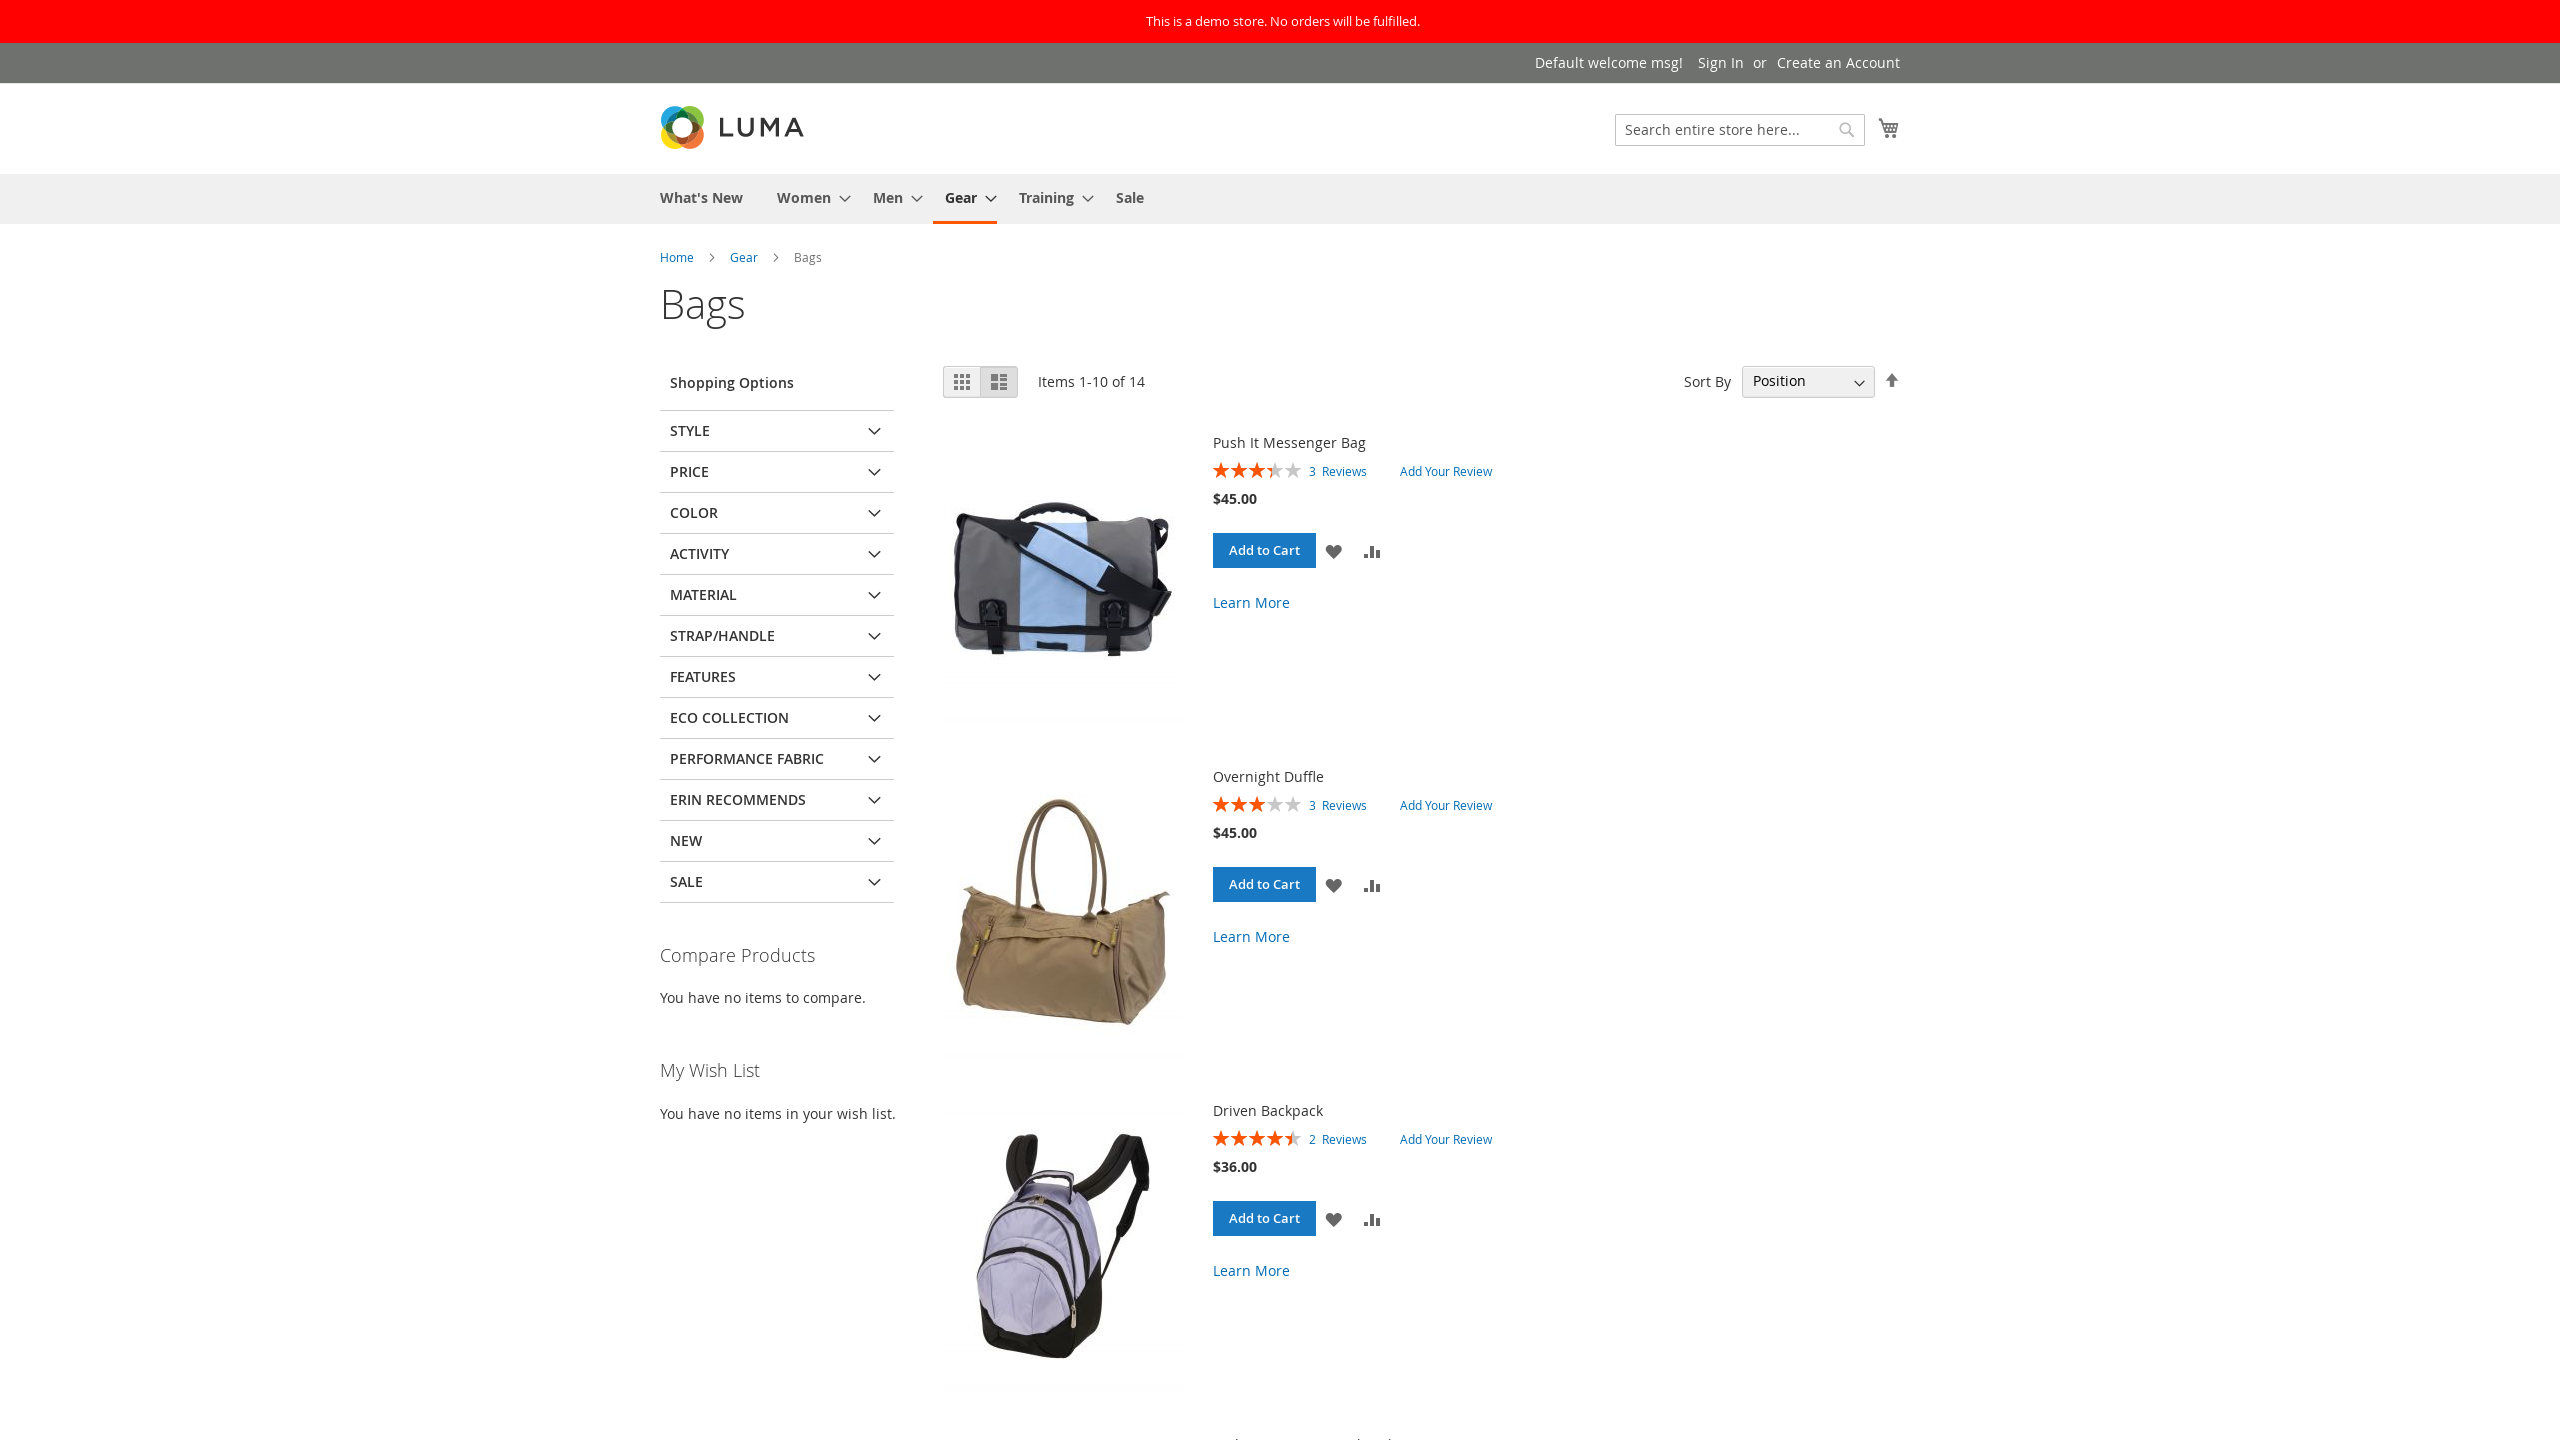 This is a demo store. No orders will be fulfilled.
Default welcome msg! Sign In or Create an Account
LUMA
Search entire store here...
What's New Women Men Gear Training Sale
Home Gear Bags
Bags
Shopping Options
STYLE
PRICE
COLOR
ACTIVITY
MATERIAL
STRAP/HANDLE
FEATURES
ECO COLLECTION
PERFORMANCE FABRIC
ERIN RECOMMENDS
NEW
SALE
Compare Products
You have no items to compare.
My Wish List
You have no items in your wish list.
Items 1-10 of 14
Sort By Position
Push It Messenger Bag
3 Reviews Add Your Review
$45.00
Add to Cart
Learn More
Overnight Duffle
3 Reviews Add Your Review
$45.00
Add to Cart
Learn More
Driven Backpack
2 Reviews Add Your Review
$36.00
Add to Cart
Learn More